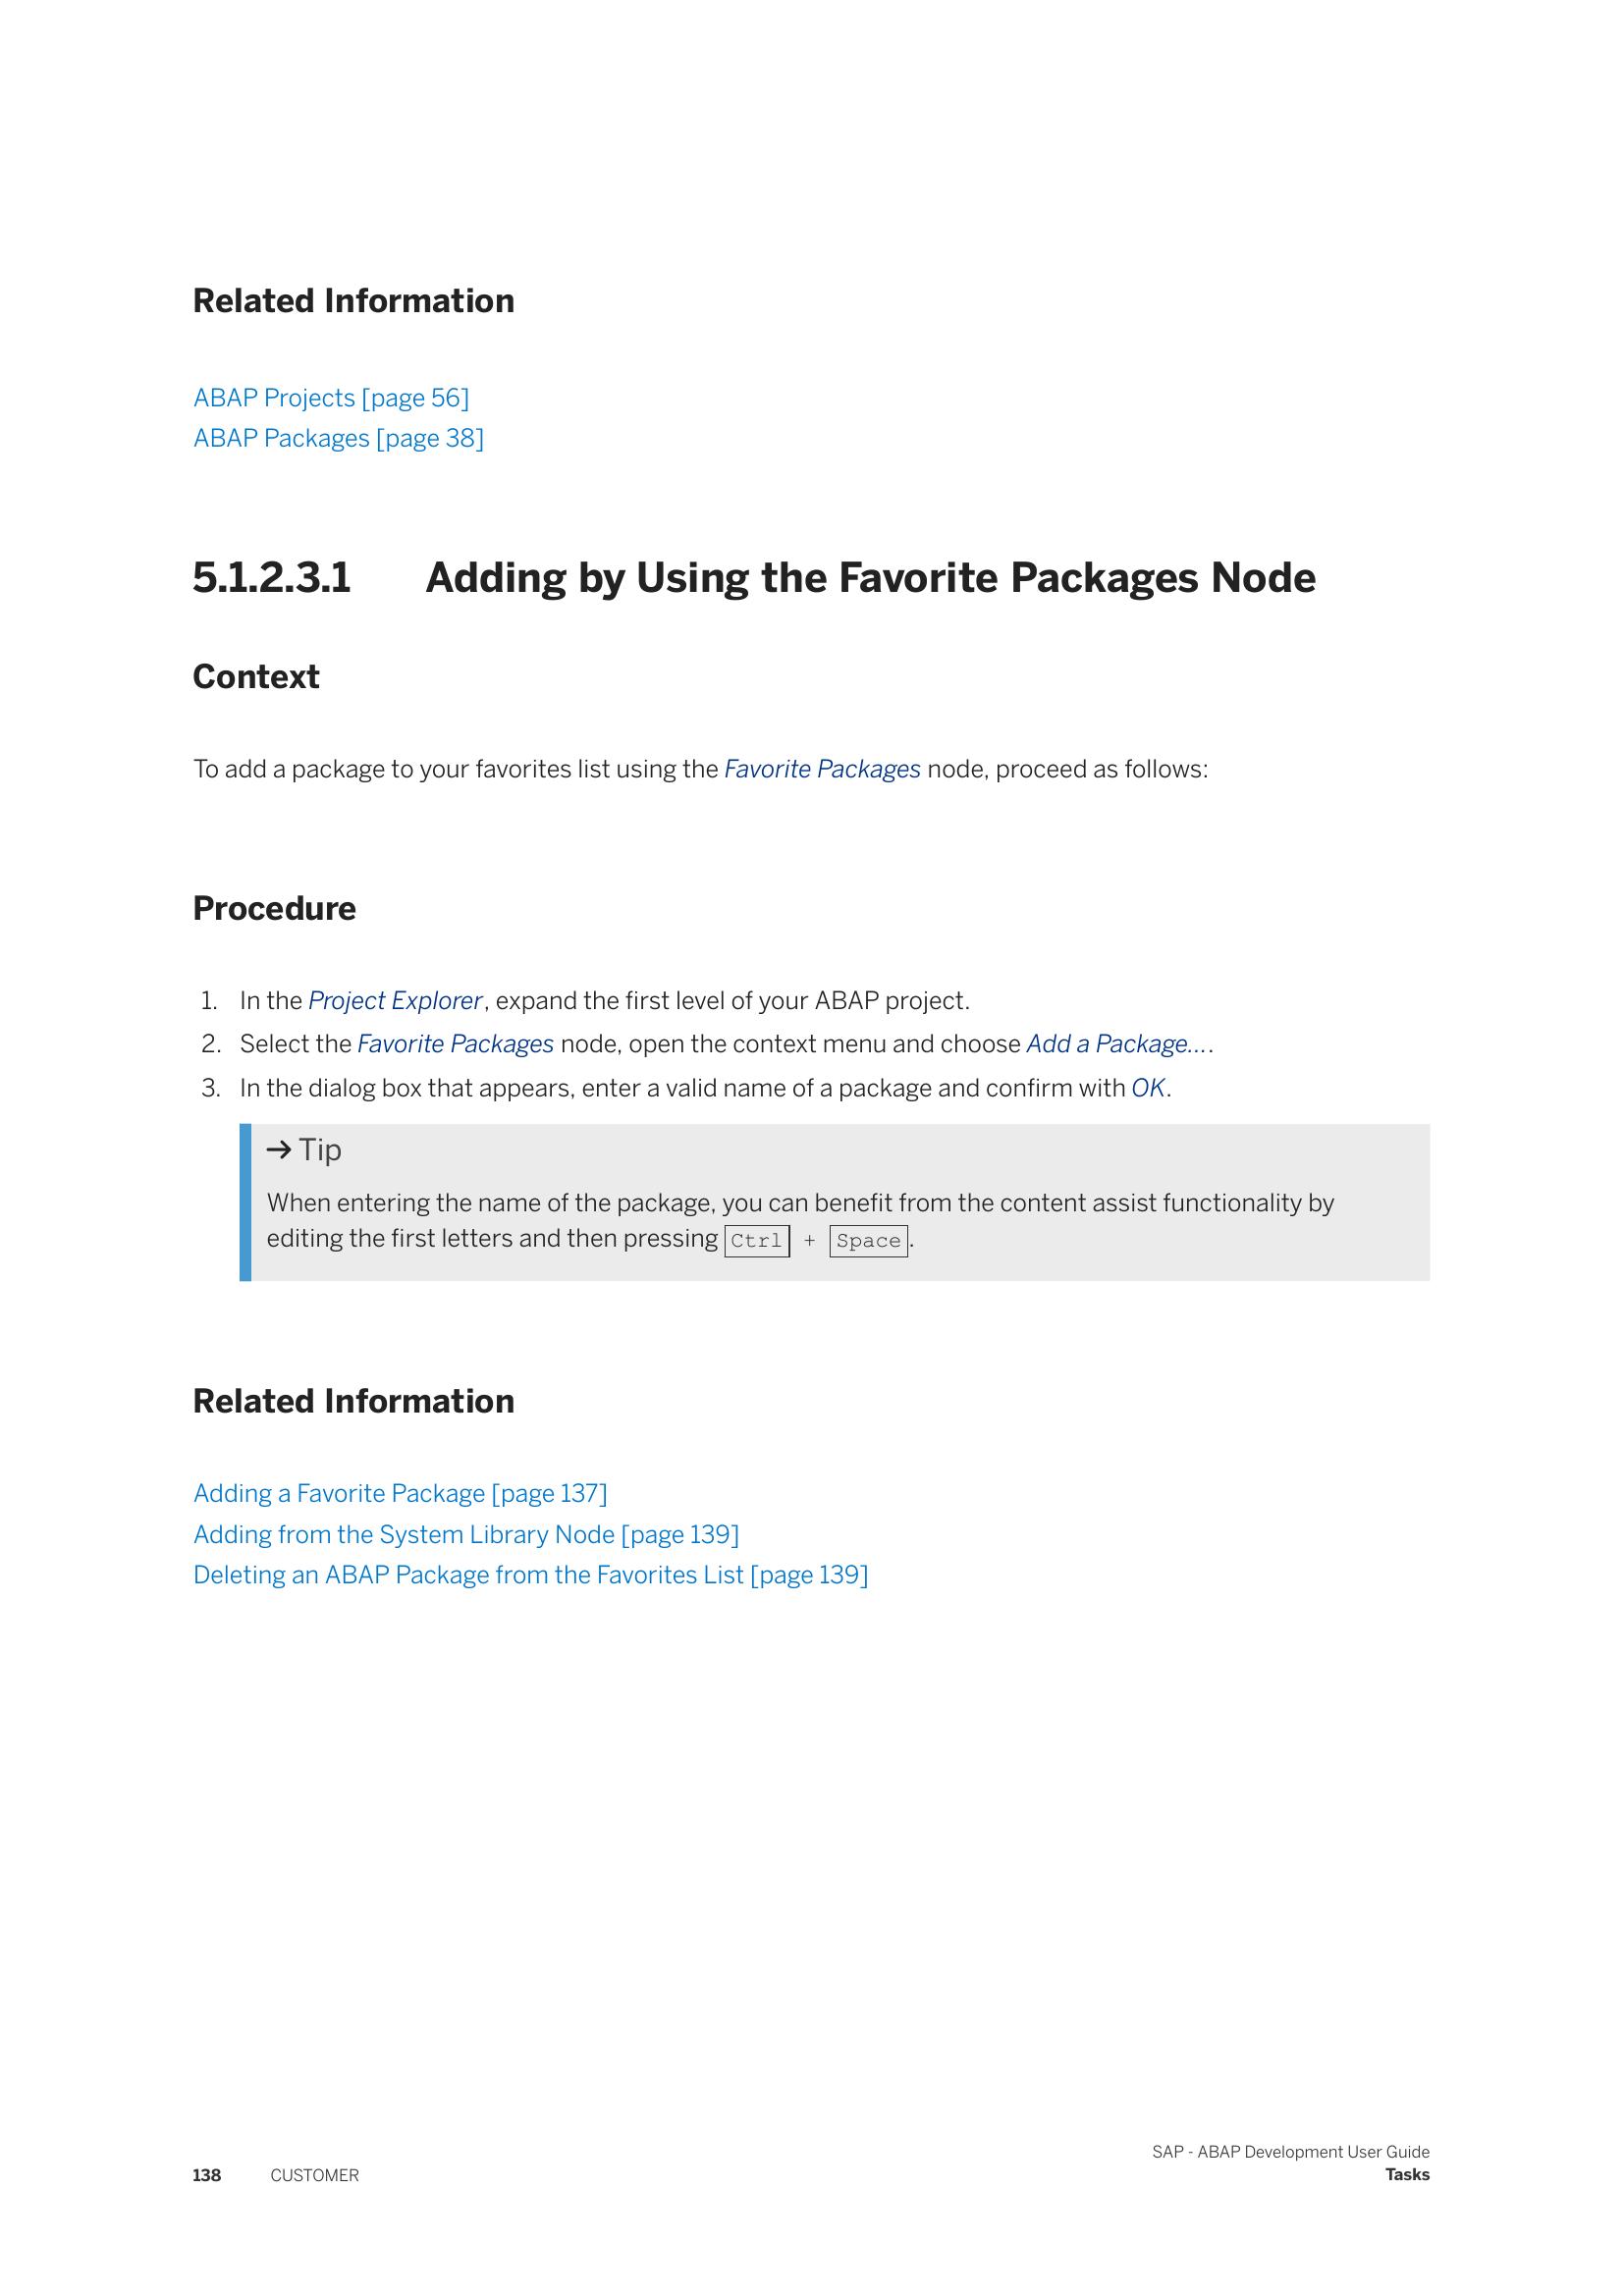 Related Information
ABAP Projects [page 56]
ABAP Packages [page 38]
5.1.2.3.1 Adding by Using the Favorite Packages Node
Context
To add a package to your favorites list using the Favorite Packages node, proceed as follows:
Procedure
1. In the Project Explorer, expand the first level of your ABAP project.
2. Select the Favorite Packages node, open the context menu and choose Add a Package....
3. In the dialog box that appears, enter a valid name of a package and confirm with OK.
→ Tip
When entering the name of the package, you can benefit from the content assist functionality by
editing the first letters and then pressing Ctrl + Space.
Related Information
Adding a Favorite Package [page 137]
Adding from the System Library Node [page 139]
Deleting an ABAP Package from the Favorites List [page 139]
SAP - ABAP Development User Guide
138 CUSTOMER Tasks